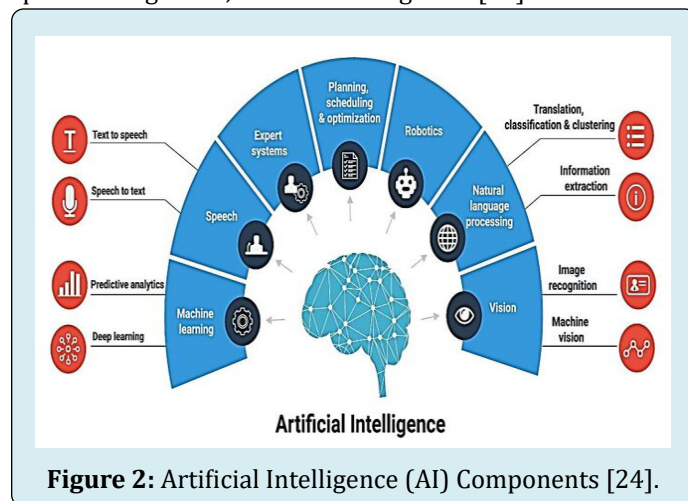 Planning,
scheduling
& optimization
Expert
systems
Robotics
Speech
Natural
language
processing
Machine
learning
Vision
Text to speech
Speech to text
Predictive analytics
Deep learning
Translation,
classification & clustering
Information
extraction
Image
recognition
Machine
vision
Artificial Intelligence
Figure 2: Artificial Intelligence (AI) Components [24].